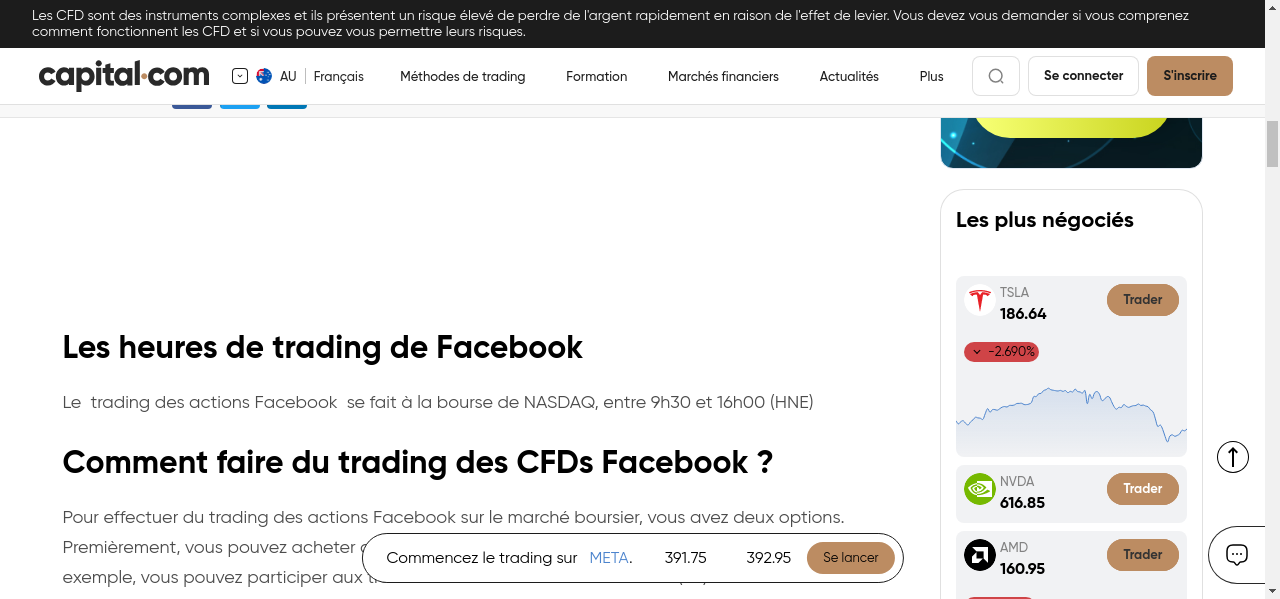 Les CFD sont des instruments complexes et ils présentent un risque élevé de perdre de l'argent rapidement en raison de l'effet de levier. Vous devez vous demander si vous comprenez
comment fonctionnent les CFD et si vous pouvez vous permettre leurs risques.
capital.com
AU
Français
Méthodes de trading
Formation
Marchés financiers
Actualités
Plus
Se connecter
S'inscrire
Les heures de trading de Facebook
Le  trading des actions Facebook  se fait à la bourse de NASDAQ, entre 9h30 et 16h00 (HNE)
Comment faire du trading des CFDs Facebook ?
Pour effectuer du trading des actions Facebook sur le marché boursier, vous avez deux options.
Premièrement, vous pouvez acheter
exemple, vous pouvez participer aux
Commencez le trading sur META. 391.75 392.95 Se lancer
Les plus négociés
TSLA
186.64
Trader
-2.690%
NVDA
616.85
Trader
AMD
160.95
Trader